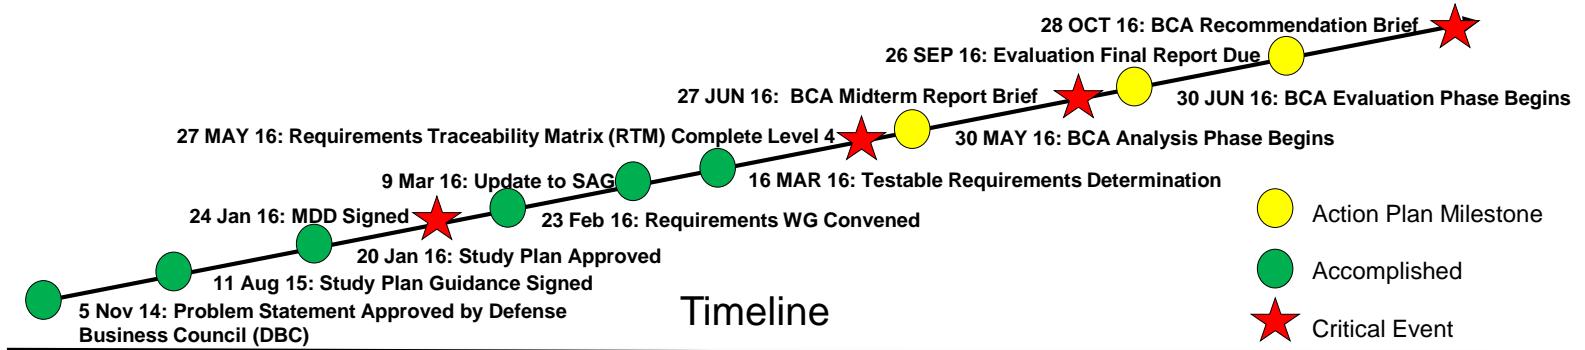 28 OCT 16: BCA Recommendation Brief
26 SEP 16: Evaluation Final Report Due
27 JUN 16:  BCA Midterm Report Brief
30 JUN 16: BCA Evaluation Phase Begins
27 MAY 16: Requirements Traceability Matrix (RTM) Complete Level 4
30 MAY 16: BCA Analysis Phase Begins
9 Mar 16: Update to SAG
16 MAR 16: Testable Requirements Determination
24 Jan 16: MDD Signed
23 Feb 16: Requirements WG Convened
20 Jan 16: Study Plan Approved
11 Aug 15: Study Plan Guidance Signed
5 Nov 14: Problem Statement Approved by Defense
Business Council (DBC)
Timeline
Action Plan Milestone
Accomplished
Critical Event